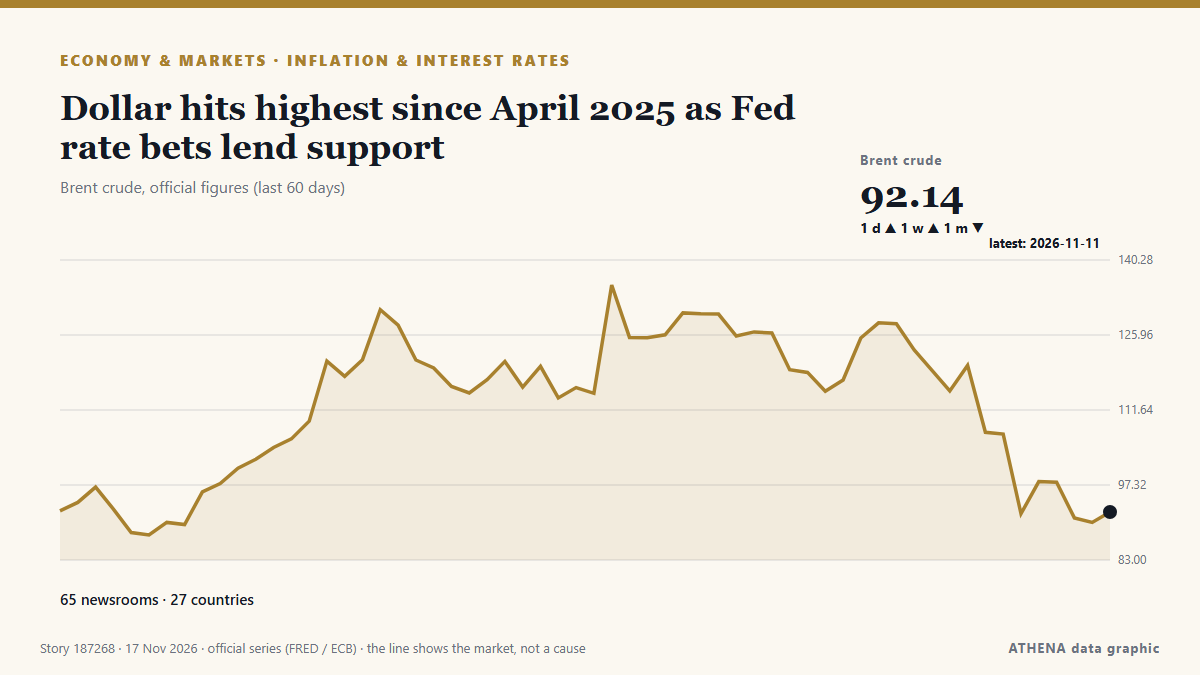 ECONOMY & MARKETS · INFLATION & INTEREST RATES
Dollar hits highest since April 2025 as Fed
rate bets lend support
Brent crude, official figures (last 60 days)
Brent crude
92.14
1 d ▲ 1 w ▲ 1 m ▼
latest: 2026-11-11
140.28
125.96
111.64
97.32
83.00
65 newsrooms · 27 countries
Story 187268 · 17 Nov 2026 · official series (FRED / ECB) · the line shows the market, not a cause
ATHENA data graphic